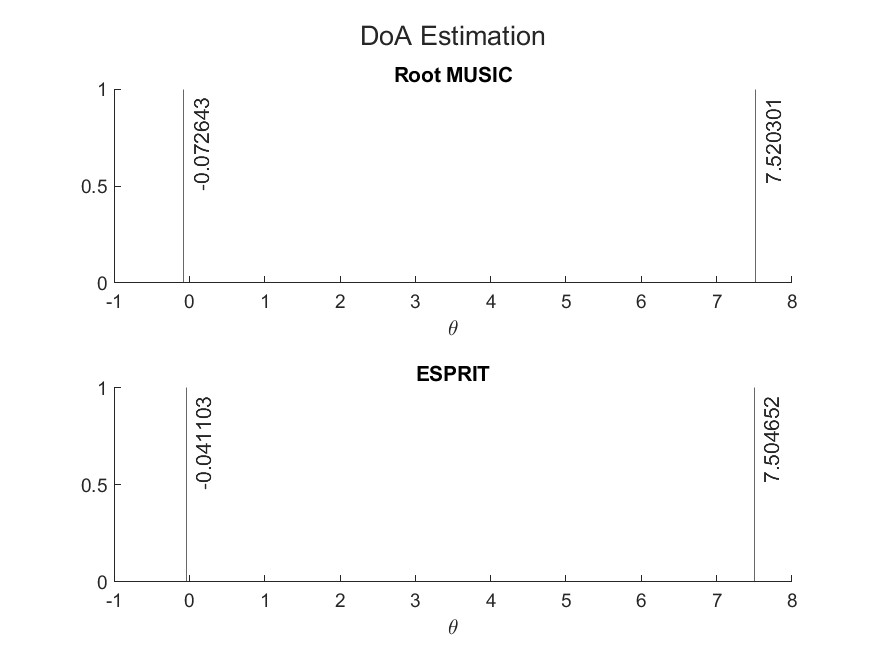 DoA Estimation
Root MUSIC
1
0.5
0
-0.072643
7.520301
-1 0 1 2 3 4 5 6 7 8
θ
ESPRIT
1
0.5
0
-0.041103
7.504652
-1 0 1 2 3 4 5 6 7 8
θ